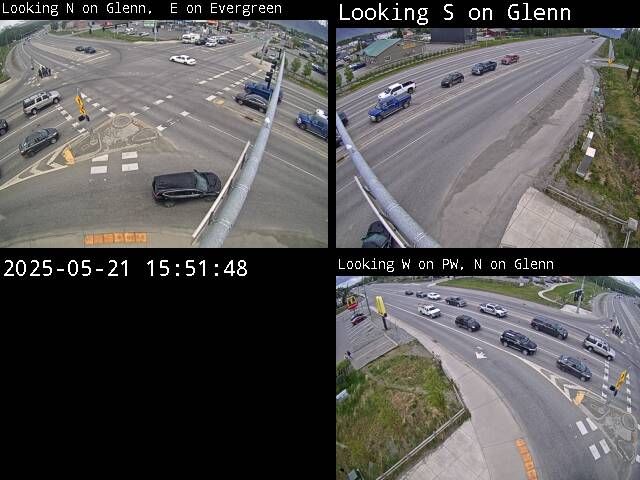 Looking N on Glenn,  E on Evergreen
Looking S on Glenn
2025-05-21 15:51:48
Looking W on PW, N on Glenn